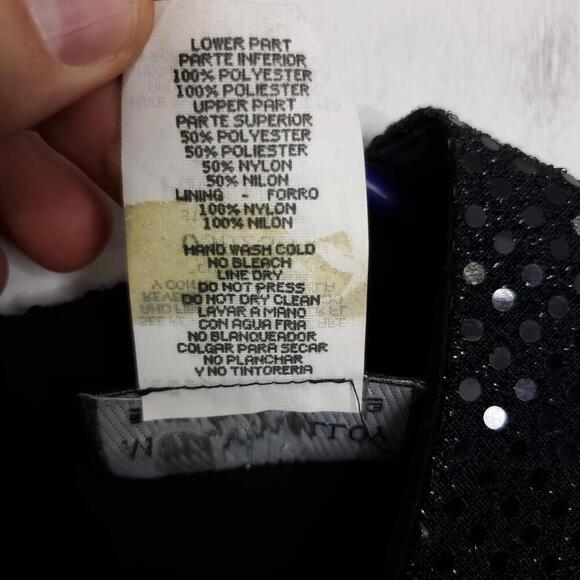 LOWER PART
PARTE INFERIOR
100% POLYESTER
100% POLIESTER
UPPER PART
PARTE SUPERIOR
50% POLYESTER
50% POLIESTER
50% NYLON
50% NILON
LINING - FORRO
100% NYLON
100% NILON
HAND WASH COLD
NO BLEACH
LINE DRY
DO NOT PRESS
DO NOT DRY CLEAN
LAVAR A MANO
CON AGUA FRIA
NO BLANQUEADOR
COLGAR PARA SECAR
NO PLANCHAR
Y NO TINTORERIA